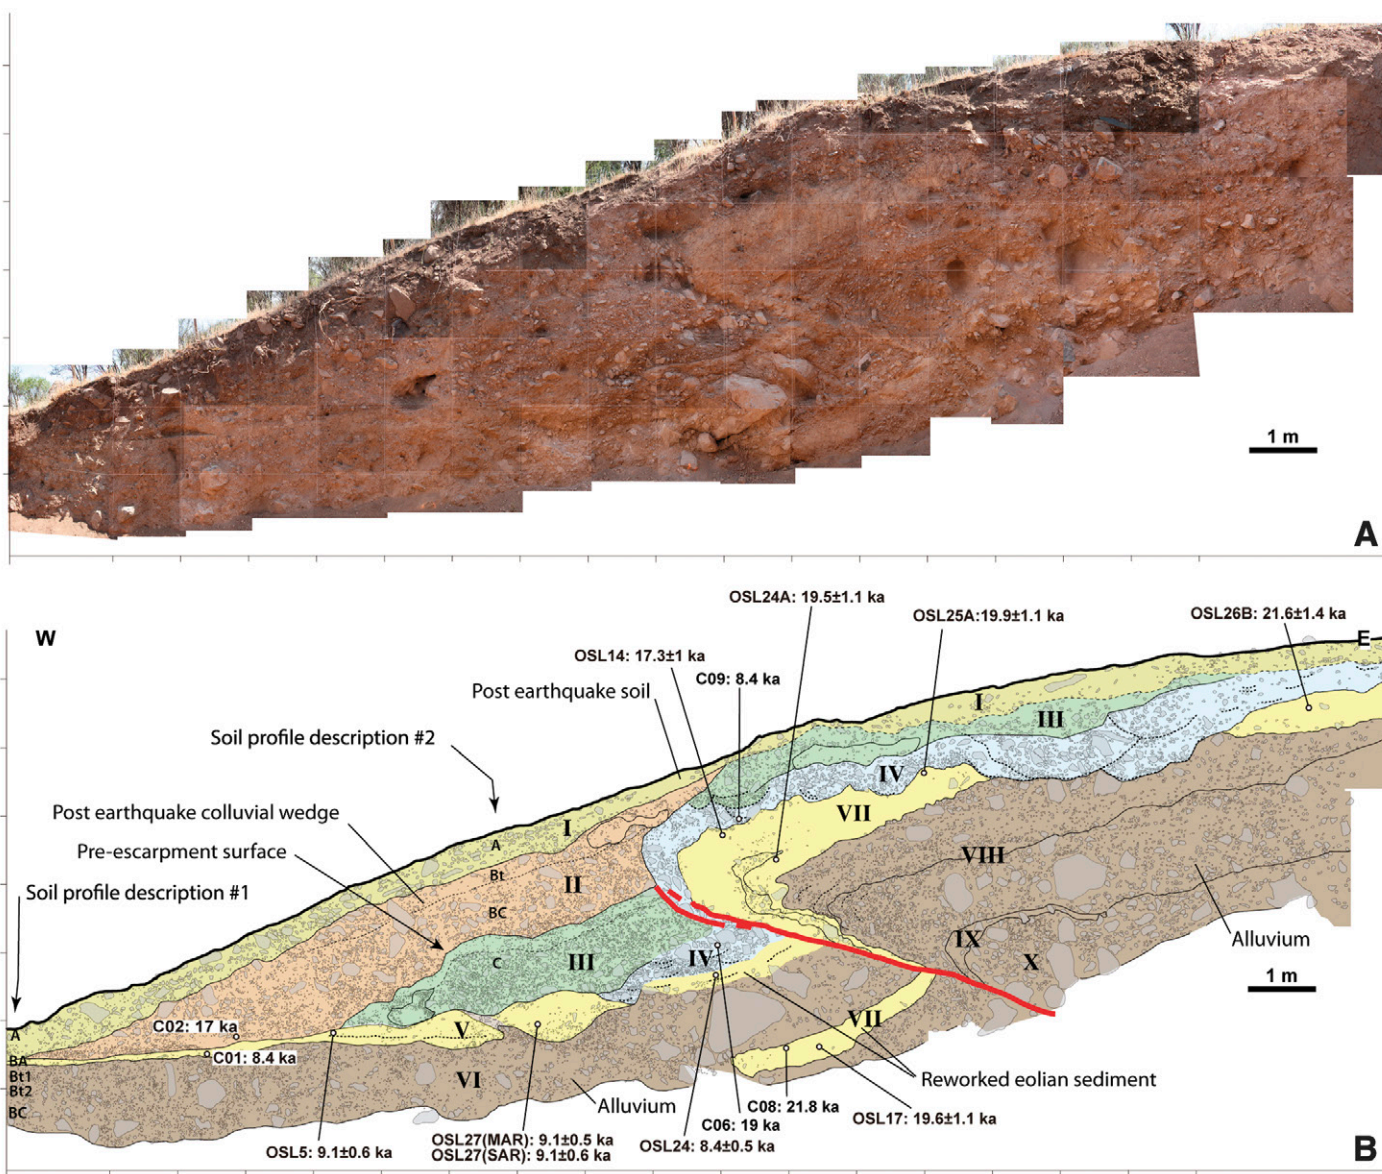 1 m
A
OSL24A: 19.5±1.1 ka
OSL25A:19.9±1.1 ka
OSL26B: 21.6±1.4 ka
W
E
OSL14: 17.3±1 ka
C09: 8.4 ka
Post earthquake soil
I
III
Soil profile description #2
IV
Post earthquake colluvial wedge
I
VII
A
Pre-escarpment surface
VIII
Bt
II
Soil profile description #1
BC
IX
Alluvium
C
III
IV
X
1 m
C02: 17 ka
A
V
VII
C01: 8.4 ka
BA
Bt1
VI
Reworked eolian sediment
Bt2
BC
Alluvium
C08: 21.8 ka
OSL17: 19.6±1.1 ka
C06: 19 ka
OSL27(MAR): 9.1±0.5 ka
OSL24: 8.4±0.5 ka
OSL5: 9.1±0.6 ka
OSL27(SAR): 9.1±0.6 ka
B